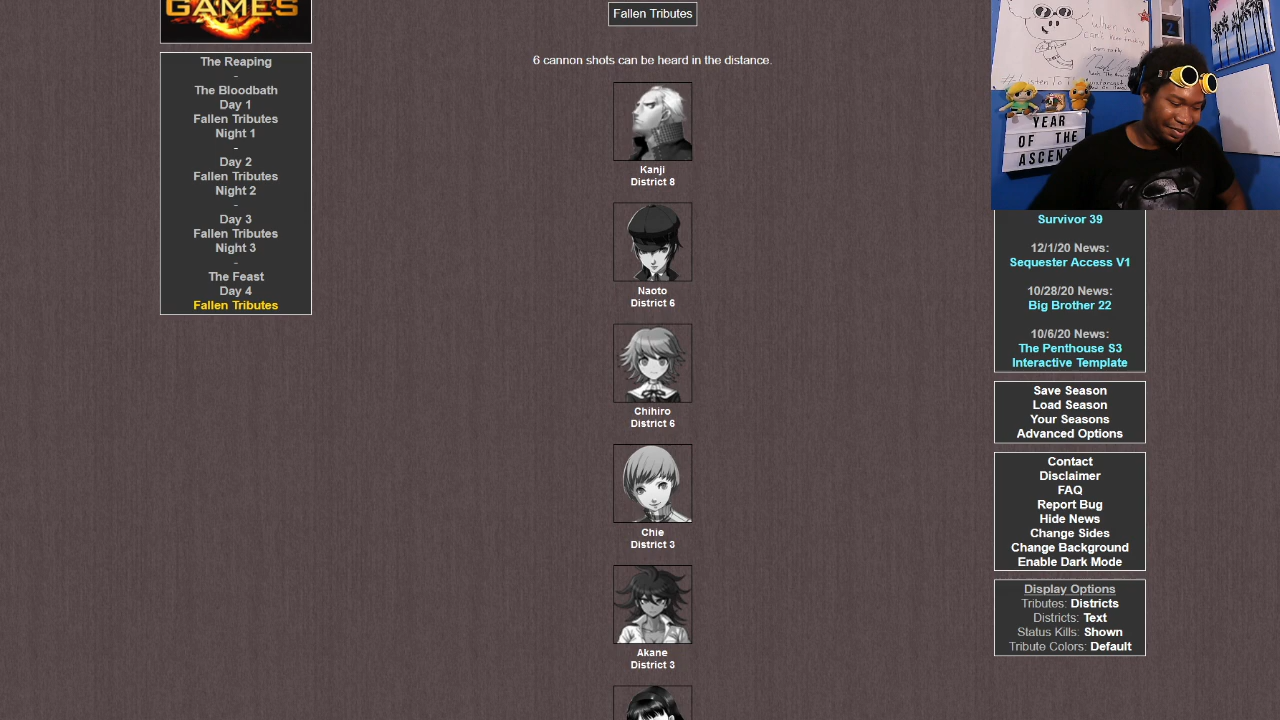 GAMES
The Reaping
-
The Bloodbath
Day 1
Fallen Tributes
Night 1
-
Day 2
Fallen Tributes
Night 2
-
Day 3
Fallen Tributes
Night 3
-
The Feast
Day 4
Fallen Tributes
Fallen Tributes
6 cannon shots can be heard in the distance.
Kanji
District 8
Naoto
District 6
Chihiro
District 6
Chie
District 3
Akane
District 3
YEAR
OF THE
ASCENT
Survivor 39
12/1/20 News:
Sequester Access V1
10/28/20 News:
Big Brother 22
10/6/20 News:
The Penthouse S3
Interactive Template
Save Season
Load Season
Your Seasons
Advanced Options
Contact
Disclaimer
FAQ
Report Bug
Hide News
Change Sides
Change Background
Enable Dark Mode
Display Options
Tributes: Districts
Districts: Text
Status Kills: Shown
Tribute Colors: Default